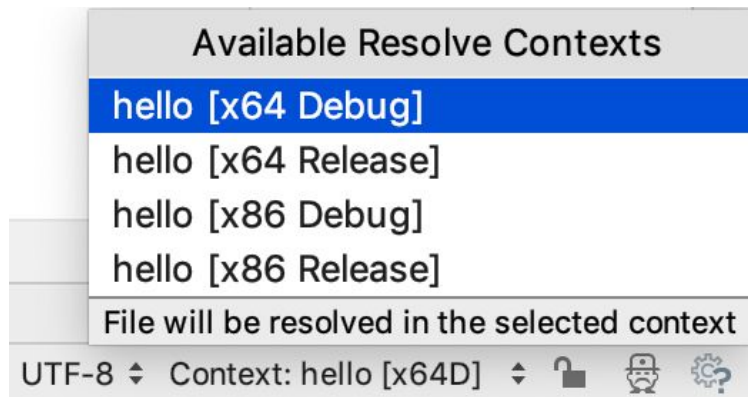 Available Resolve Contexts
hello [x64 Debug]
hello [x64 Release]
hello [x86 Debug]
hello [x86 Release]
File will be resolved in the selected context
UTF-8 Context: hello [x64D]